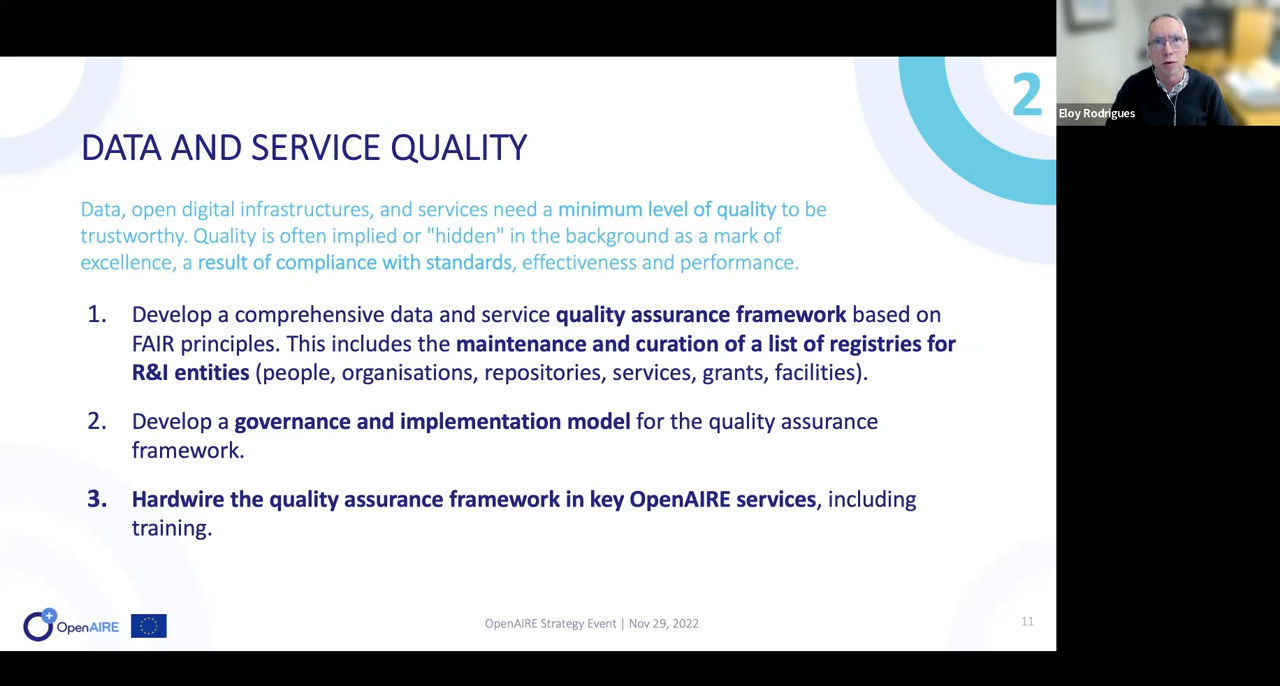 2
Eloy Rodrigues
DATA AND SERVICE QUALITY
Data, open digital infrastructures, and services need a minimum level of quality to be
trustworthy. Quality is often implied or "hidden" in the background as a mark of
excellence, a result of compliance with standards, effectiveness and performance.
1. Develop a comprehensive data and service quality assurance framework based on
FAIR principles. This includes the maintenance and curation of a list of registries for
R&I entities (people, organisations, repositories, services, grants, facilities).
2. Develop a governance and implementation model for the quality assurance
framework.
3. Hardwire the quality assurance framework in key OpenAIRE services, including
training.
OpenAIRE
OpenAIRE Strategy Event | Nov 29, 2022
11